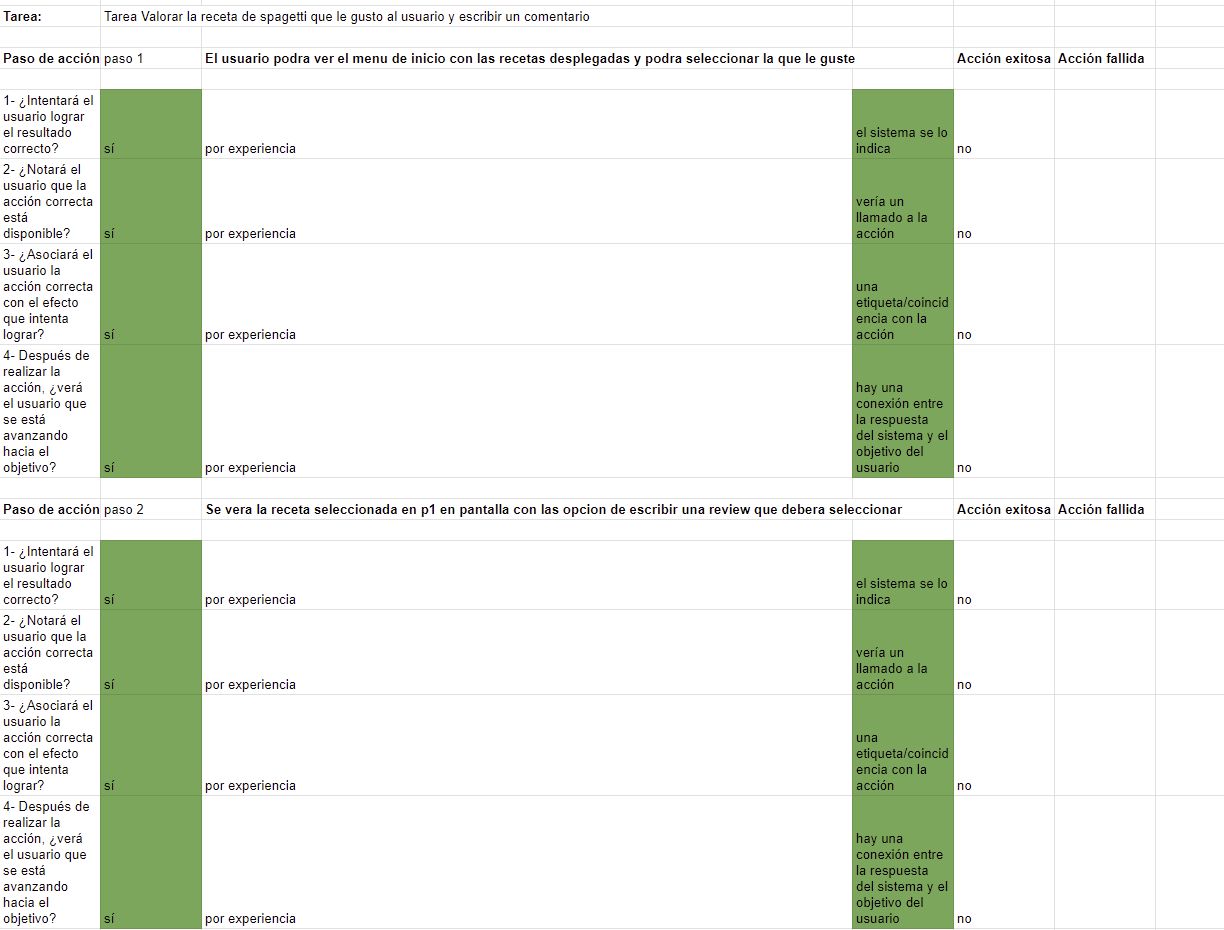 Tarea: Tarea Valorar la receta de spagetti que le gusto al usuario y escribir un comentario
Paso de acción paso 1 El usuario podra ver el menu de inicio con las recetas desplegadas y podra seleccionar la que le guste Acción exitosa Acción fallida
1- ¿Intentará el
usuario lograr
el resultado
correcto?
sí
por experiencia
el sistema se lo
indica
no
2- ¿Notará el
usuario que la
acción correcta
está
disponible?
sí
por experiencia
vería un
llamado a la
acción
no
3- ¿Asociará el
usuario la
acción correcta
con el efecto
que intenta
lograr?
sí
por experiencia
una
etiqueta/coincid
encia con la
acción
no
4- Después de
realizar la
acción, ¿verá
el usuario que
se está
avanzando
hacia el
objetivo?
sí
por experiencia
hay una
conexión entre
la respuesta
del sistema y el
objetivo del
usuario
no
Paso de acción paso 2 Se vera la receta seleccionada en p1 en pantalla con las opcion de escribir una review que debera seleccionar Acción exitosa Acción fallida
1- ¿Intentará el
usuario lograr
el resultado
correcto?
sí
por experiencia
el sistema se lo
indica
no
2- ¿Notará el
usuario que la
acción correcta
está
disponible?
sí
por experiencia
vería un
llamado a la
acción
no
3- ¿Asociará el
usuario la
acción correcta
con el efecto
que intenta
lograr?
sí
por experiencia
una
etiqueta/coincid
encia con la
acción
no
4- Después de
realizar la
acción, ¿verá
el usuario que
se está
avanzando
hacia el
objetivo?
sí
por experiencia
hay una
conexión entre
la respuesta
del sistema y el
objetivo del
usuario
no